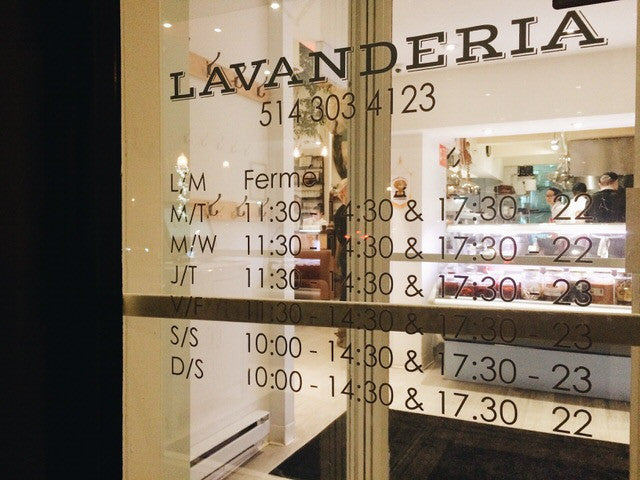 LAVANDERIA
514 303 4123
L/M Fermé
M/T 11:30 - 14:30 & 17:30 - 22
M/W 11:30 - 14:30 & 17:30 - 22
J/T 11:30 - 14:30 & 17:30 - 23
V/F 11:30 - 14:30 & 17:30 - 23
S/S 10:00 - 14:30 & 17:30 - 23
D/S 10:00 - 14:30 & 17.30 22